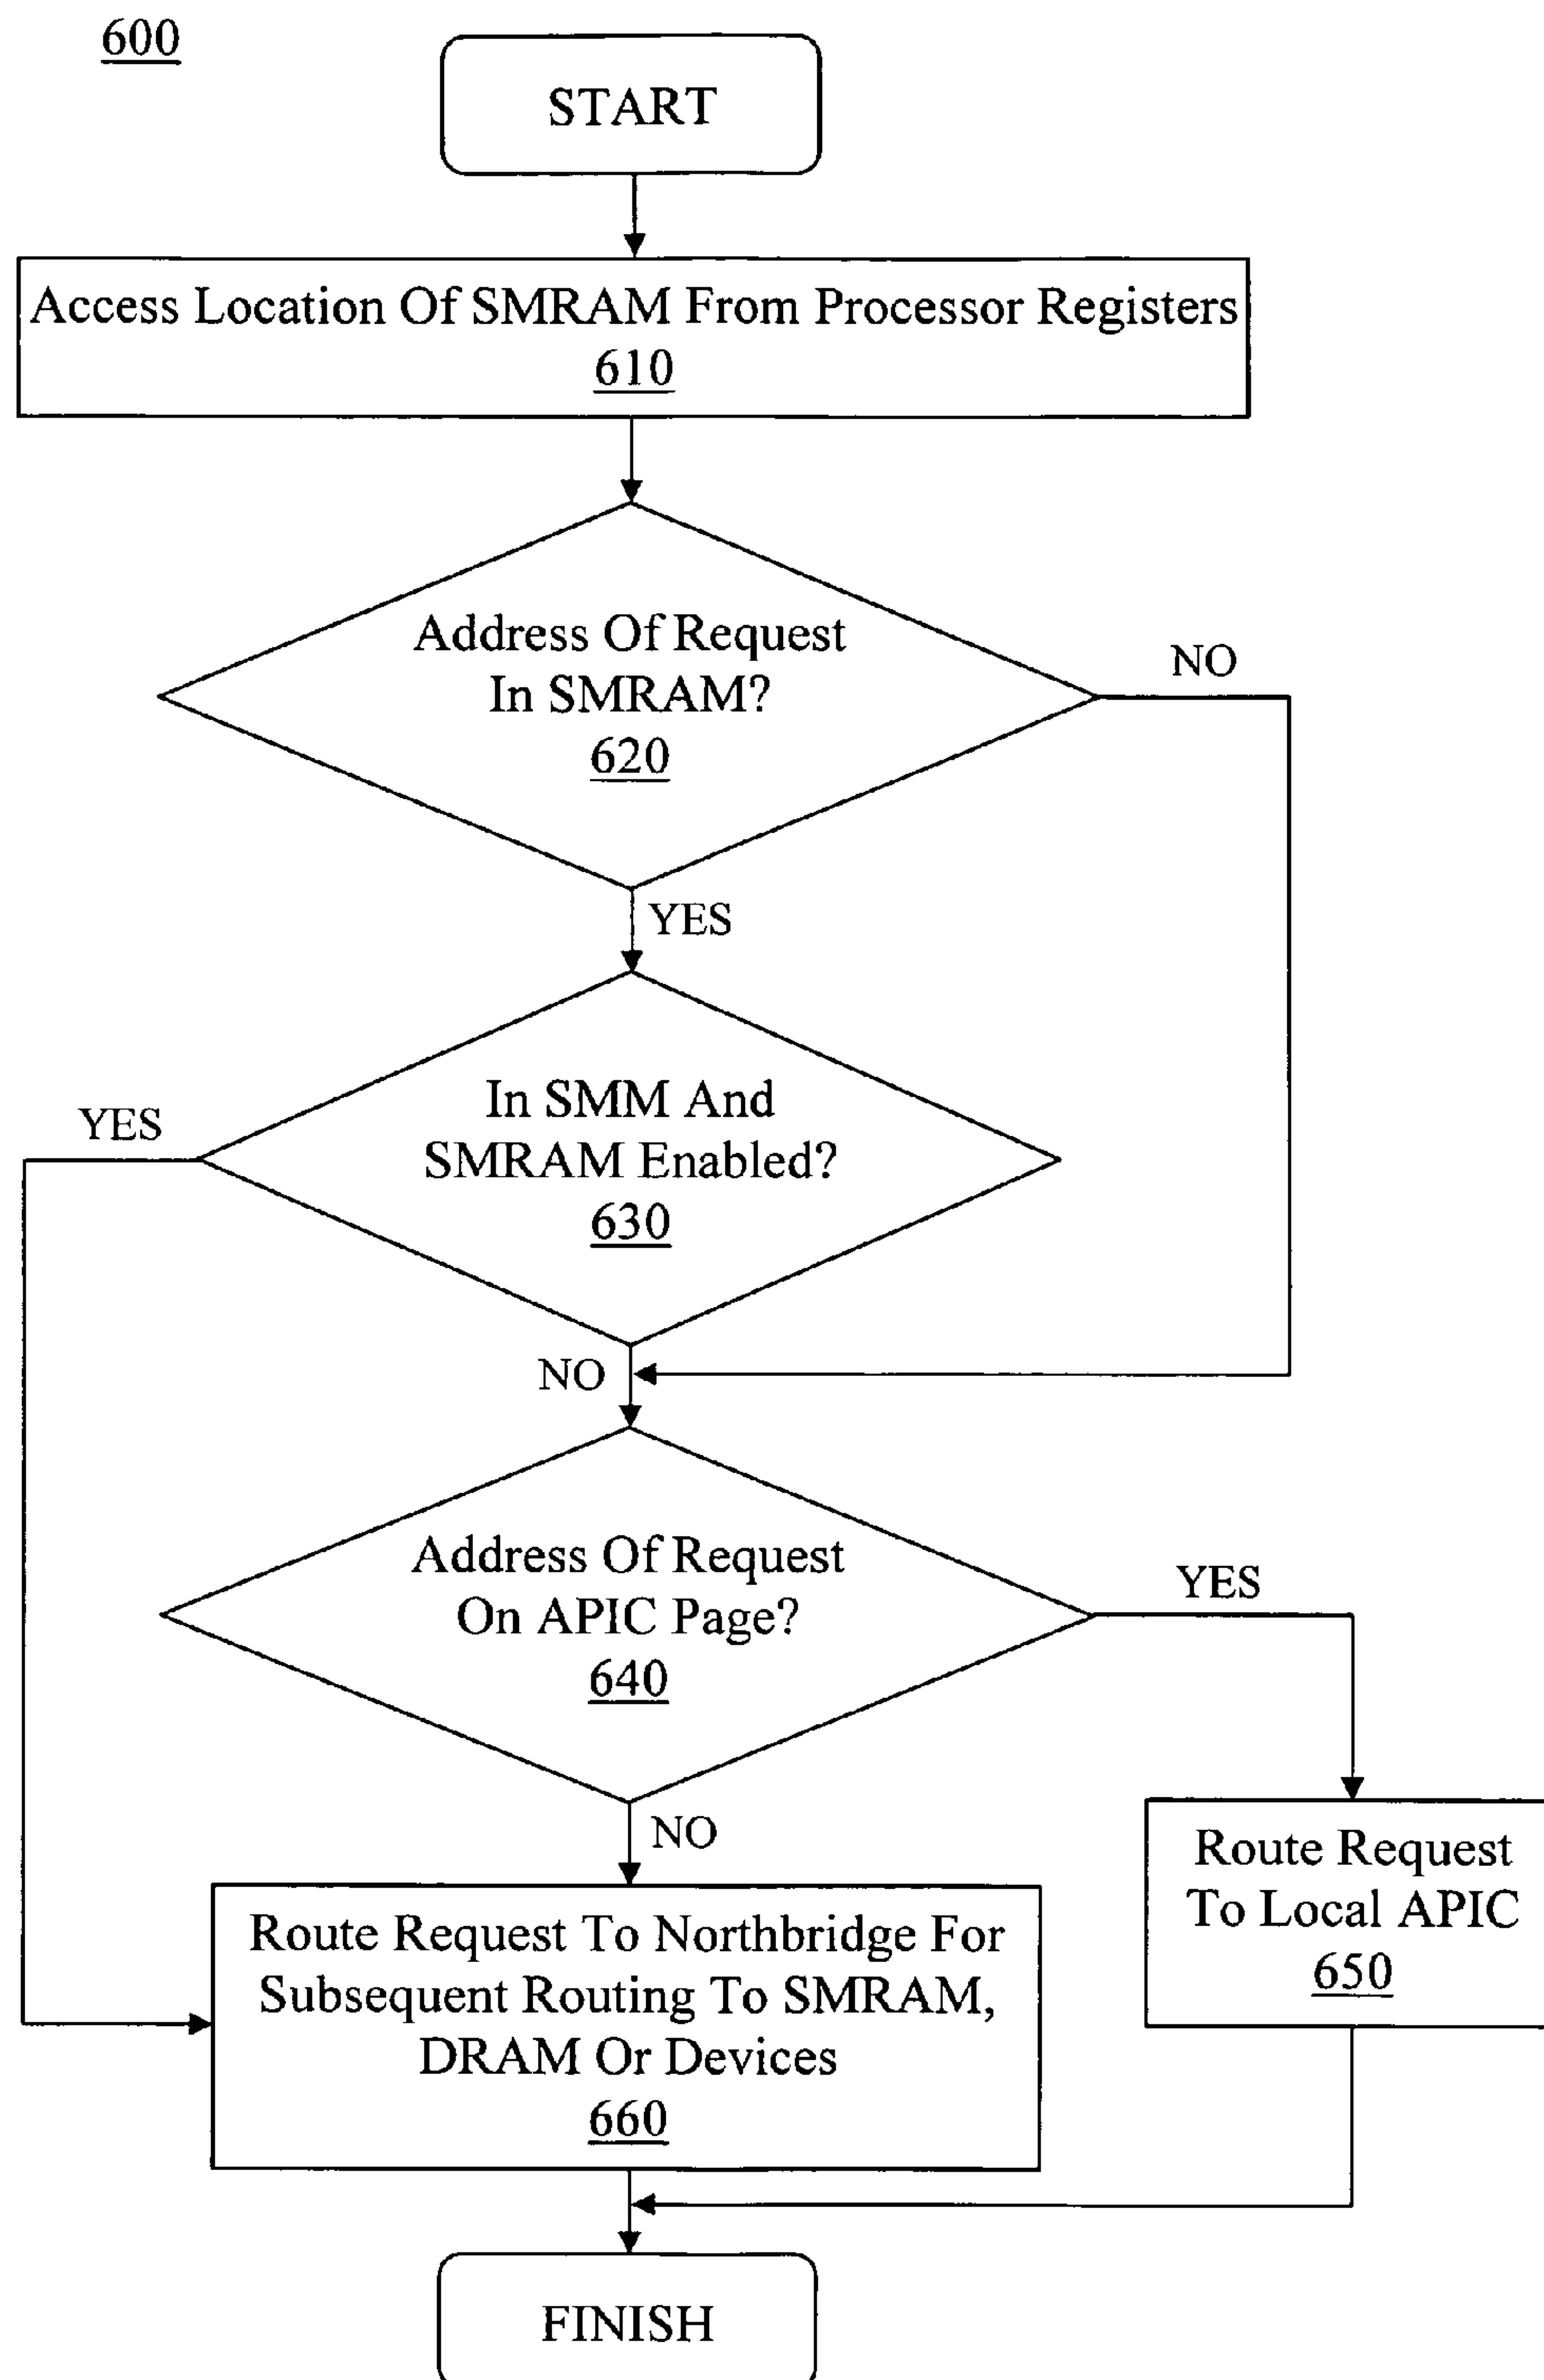 600
START
Access Location Of SMRAM From Processor Registers
610
Address Of Request
In SMRAM?
620
NO
YES
In SMM And
SMRAM Enabled?
630
YES
NO
Address Of Request
On APIC Page?
640
YES
NO
Route Request
To Local APIC
650
Route Request To Northbridge For
Subsequent Routing To SMRAM,
DRAM Or Devices
660
FINISH